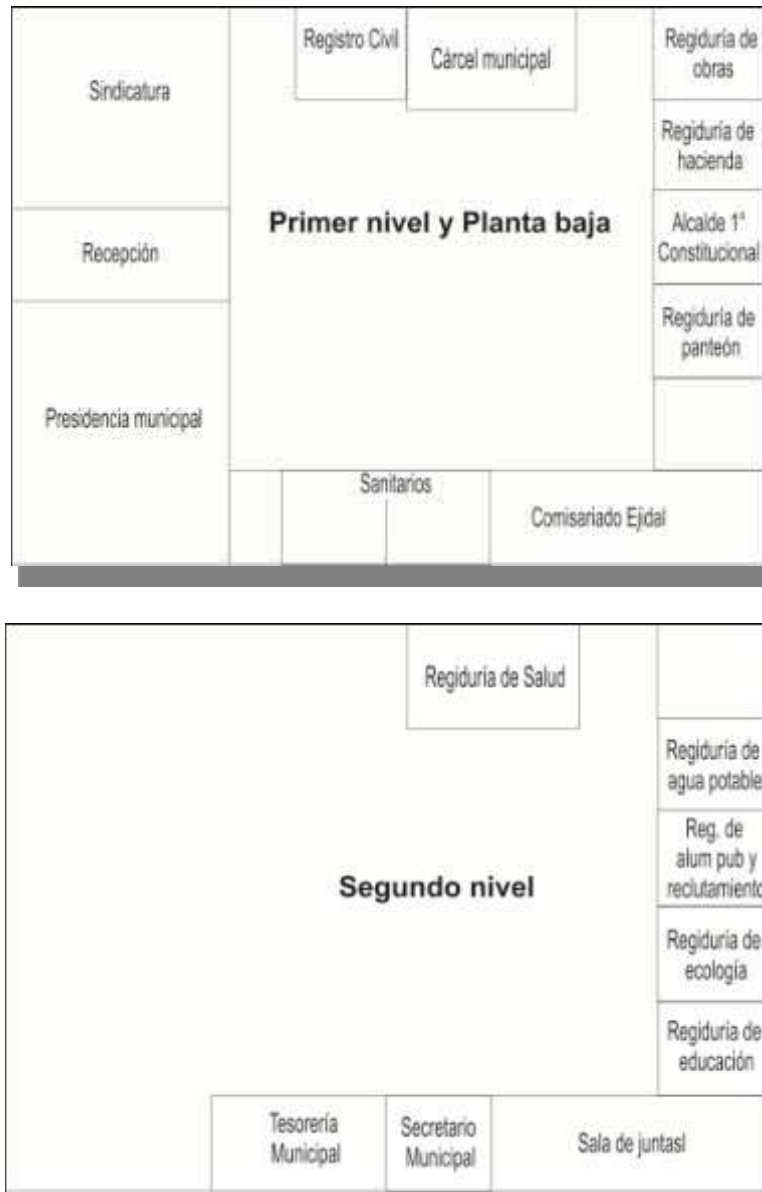 Registro Civil
Cárcel municipal
Regiduría de
obras
Sindicatura
Regiduría de
hacienda
Primer nivel y Planta baja
Alcalde 1°
Constitucional
Recepción
Regiduría de
panteón
Presidencia municipal
Sanitarios
Comisariado Ejidal
Regiduría de Salud
Regiduría de
agua potable
Reg. de
alum pub y
reclutamiento
Segundo nivel
Regiduría de
ecología
Regiduría de
educación
Tesorería
Municipal
Secretario
Municipal
Sala de juntasl